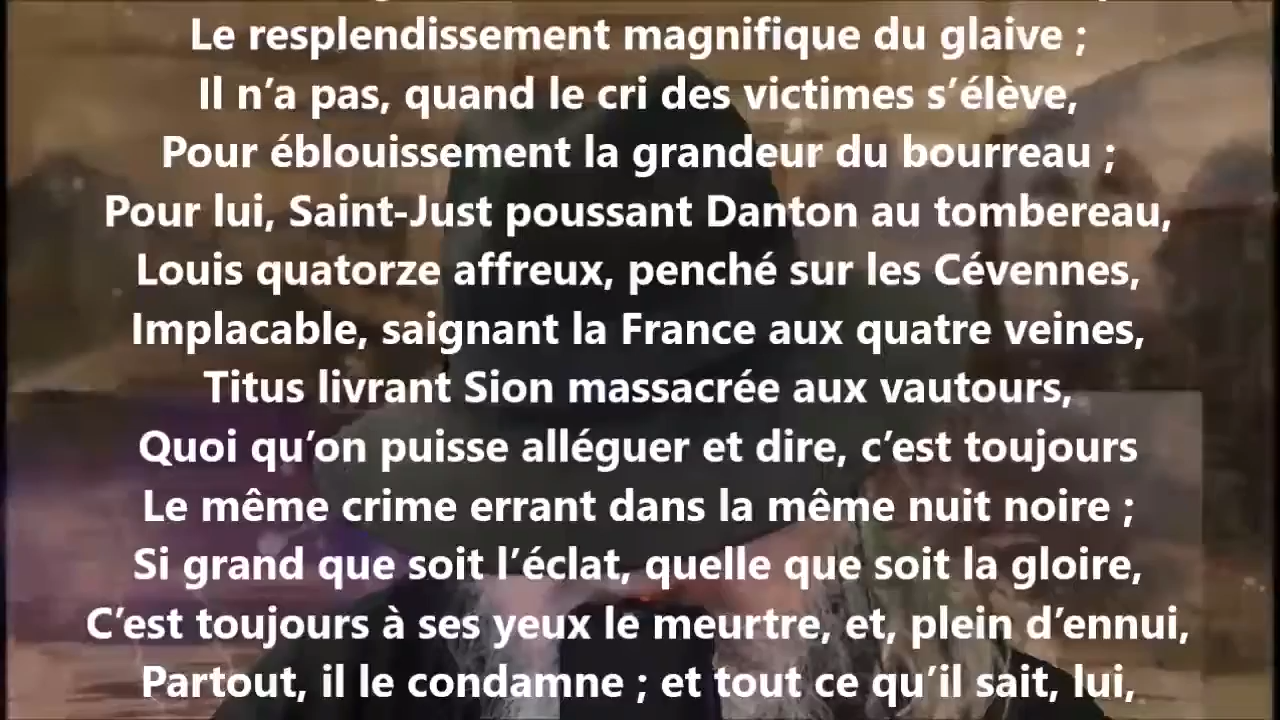 Le resplendissement magnifique du glaive ;
Il n’a pas, quand le cri des victimes s’élève,
Pour éblouissement la grandeur du bourreau ;
Pour lui, Saint-Just poussant Danton au tombereau,
Louis quatorze affreux, penché sur les Cévennes,
Implacable, saignant la France aux quatre veines,
Titus livrant Sion massacrée aux vautours,
Quoi qu’on puisse alléguer et dire, c’est toujours
Le même crime errant dans la même nuit noire ;
Si grand que soit l’éclat, quelle que soit la gloire,
C’est toujours à ses yeux le meurtre, et, plein d’ennui,
Partout, il le condamne ; et tout ce qu’il sait, lui,